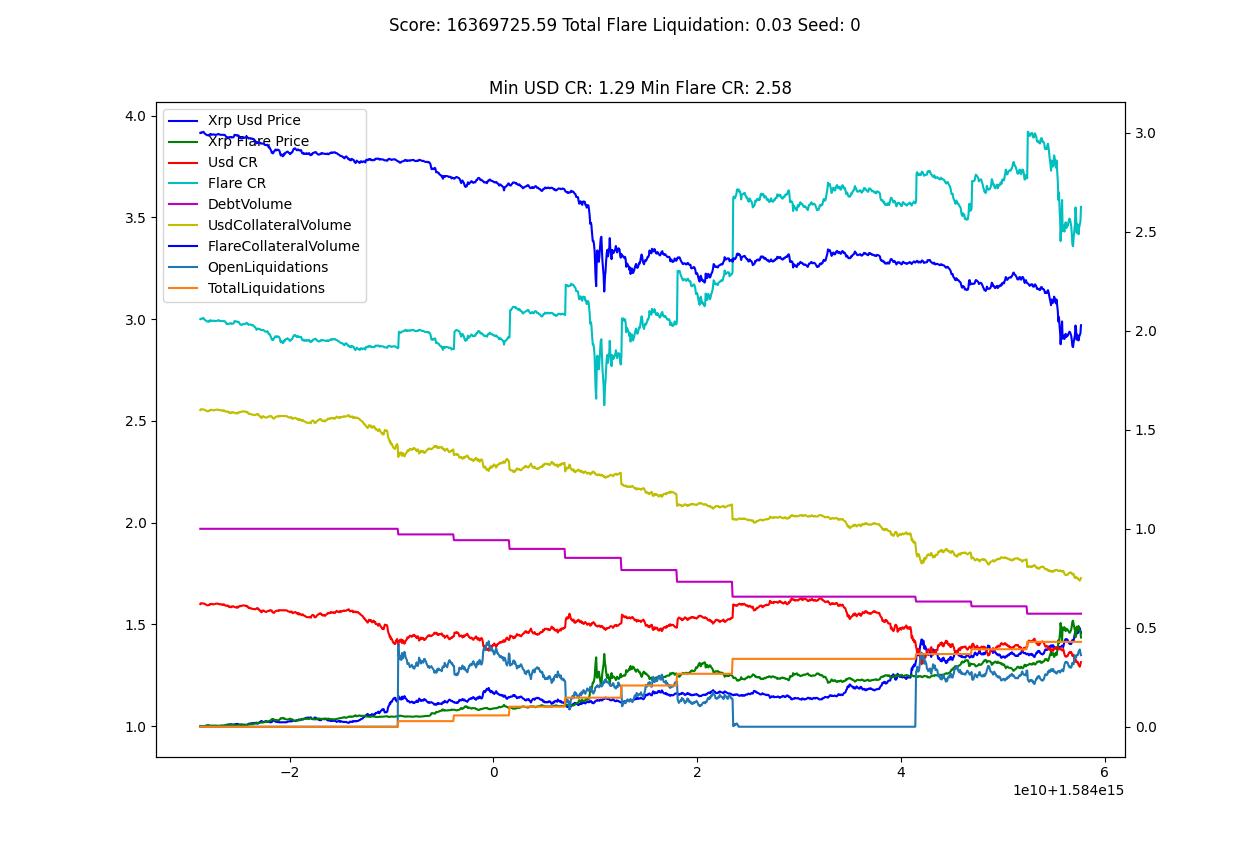 Score: 16369725.59 Total Flare Liquidation: 0.03 Seed: 0
Min USD CR: 1.29 Min Flare CR: 2.58
Xrp Usd Price
Xrp Flare Price
Usd CR
Flare CR
DebtVolume
UsdCollateralVolume
FlareCollateralVolume
OpenLiquidations
TotalLiquidations
4.0
3.5
3.0
2.5
2.0
1.5
1.0
3.0
2.5
2.0
1.5
1.0
0.5
0.0
−2
0
2
4
6
1e10+1.584e15